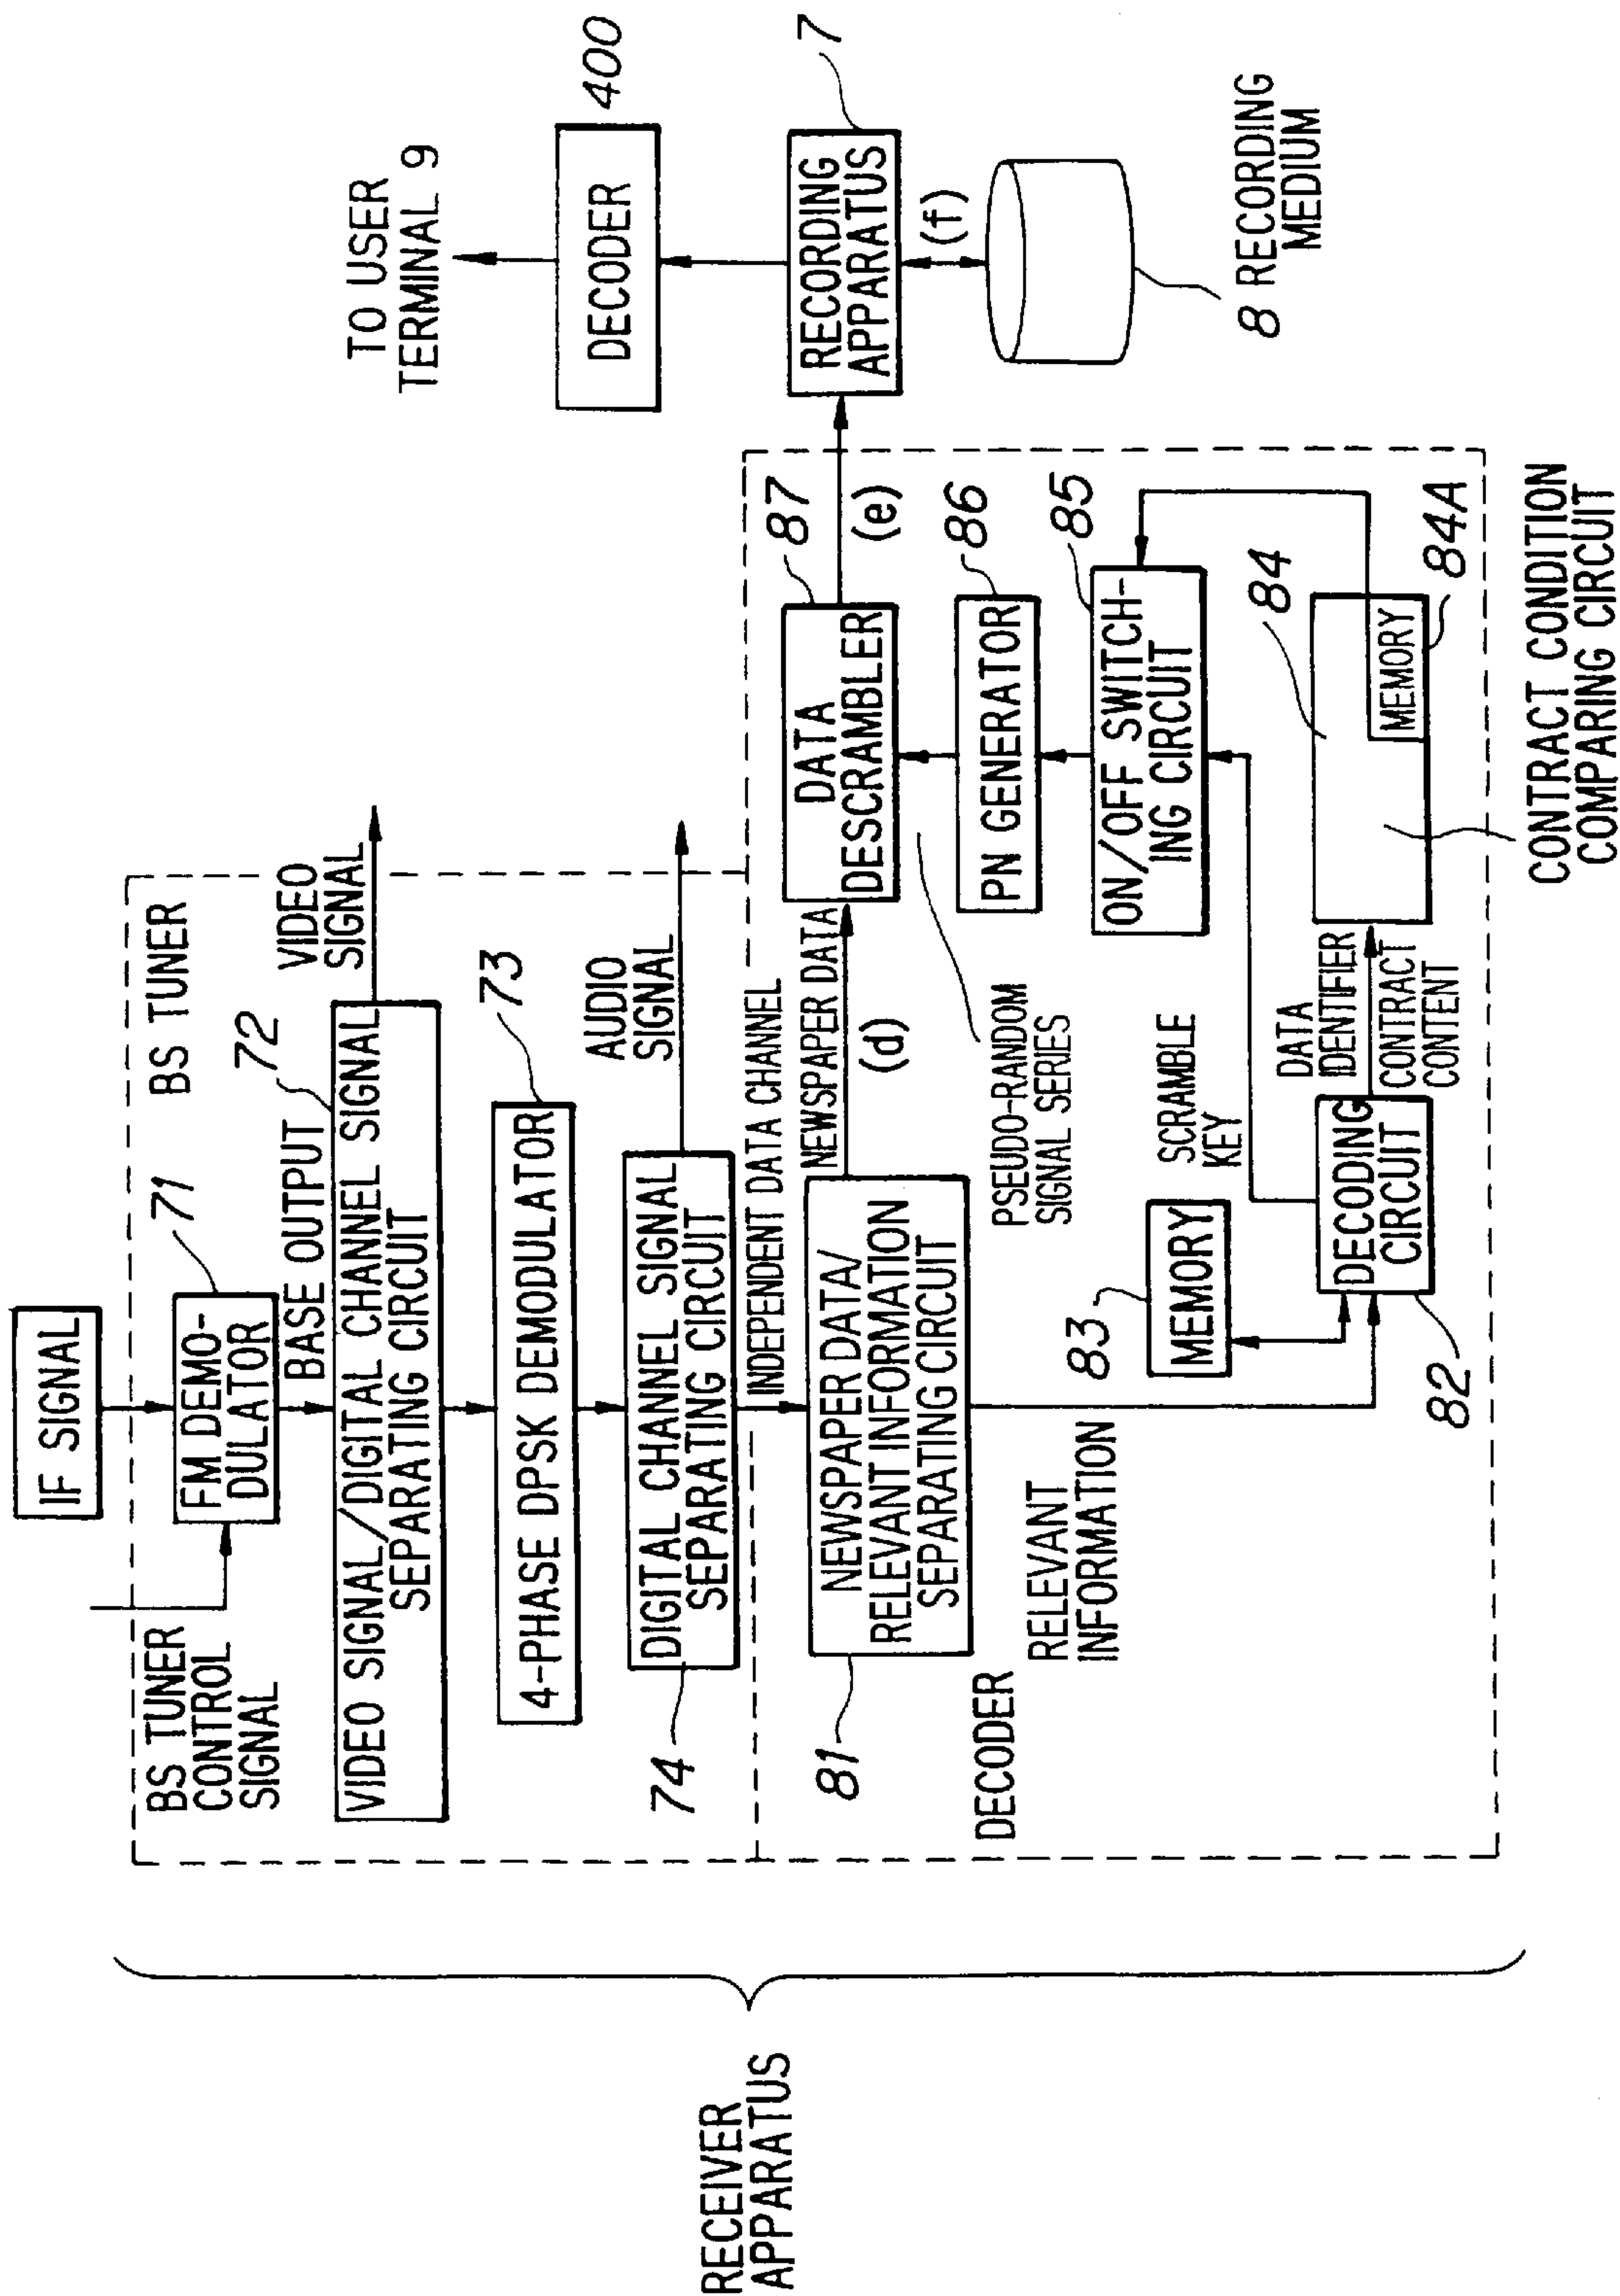 RECEIVER
APPARATUS
BS TUNER
CONTROL
SIGNAL
IF SIGNAL
FM DEMO-
DULATOR
71
BS TUNER
BASE OUTPUT
72
VIDEO SIGNAL/DIGITAL CHANNEL SIGNAL
SEPARATING CIRCUIT
VIDEO
SIGNAL
4-PHASE DPSK DEMODULATOR
73
74
DIGITAL CHANNEL SIGNAL
SEPARATING CIRCUIT
AUDIO
SIGNAL
INDEPENDENT DATA CHANNEL
81
NEWSPAPER DATA/
RELEVANT INFORMATION
SEPARATING CIRCUIT
NEWSPAPER DATA
(d)
DATA
DESCRAMBLER
87
(e)
DECODER
RELEVANT
INFORMATION
PSEUDO-RANDOM
SIGNAL SERIES
PN GENERATOR
86
83
MEMORY
SCRAMBLE
KEY
ON/OFF SWITCH-
ING CIRCUIT
85
82
DECODING
CIRCUIT
DATA
IDENTIFIER
CONTRACT
CONTENT
84
MEMORY
84A
CONTRACT CONDITION
COMPARING CIRCUIT
TO USER
TERMINAL 9
DECODER
400
RECORDING
APPARATUS
7
(f)
8 RECORDING
MEDIUM